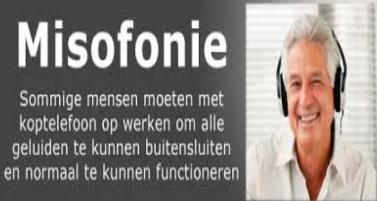 Misofonie
Sommige mensen moeten met
koptelefoon op werken om alle
geluiden te kunnen buitensluiten
en normaal te kunnen functioneren